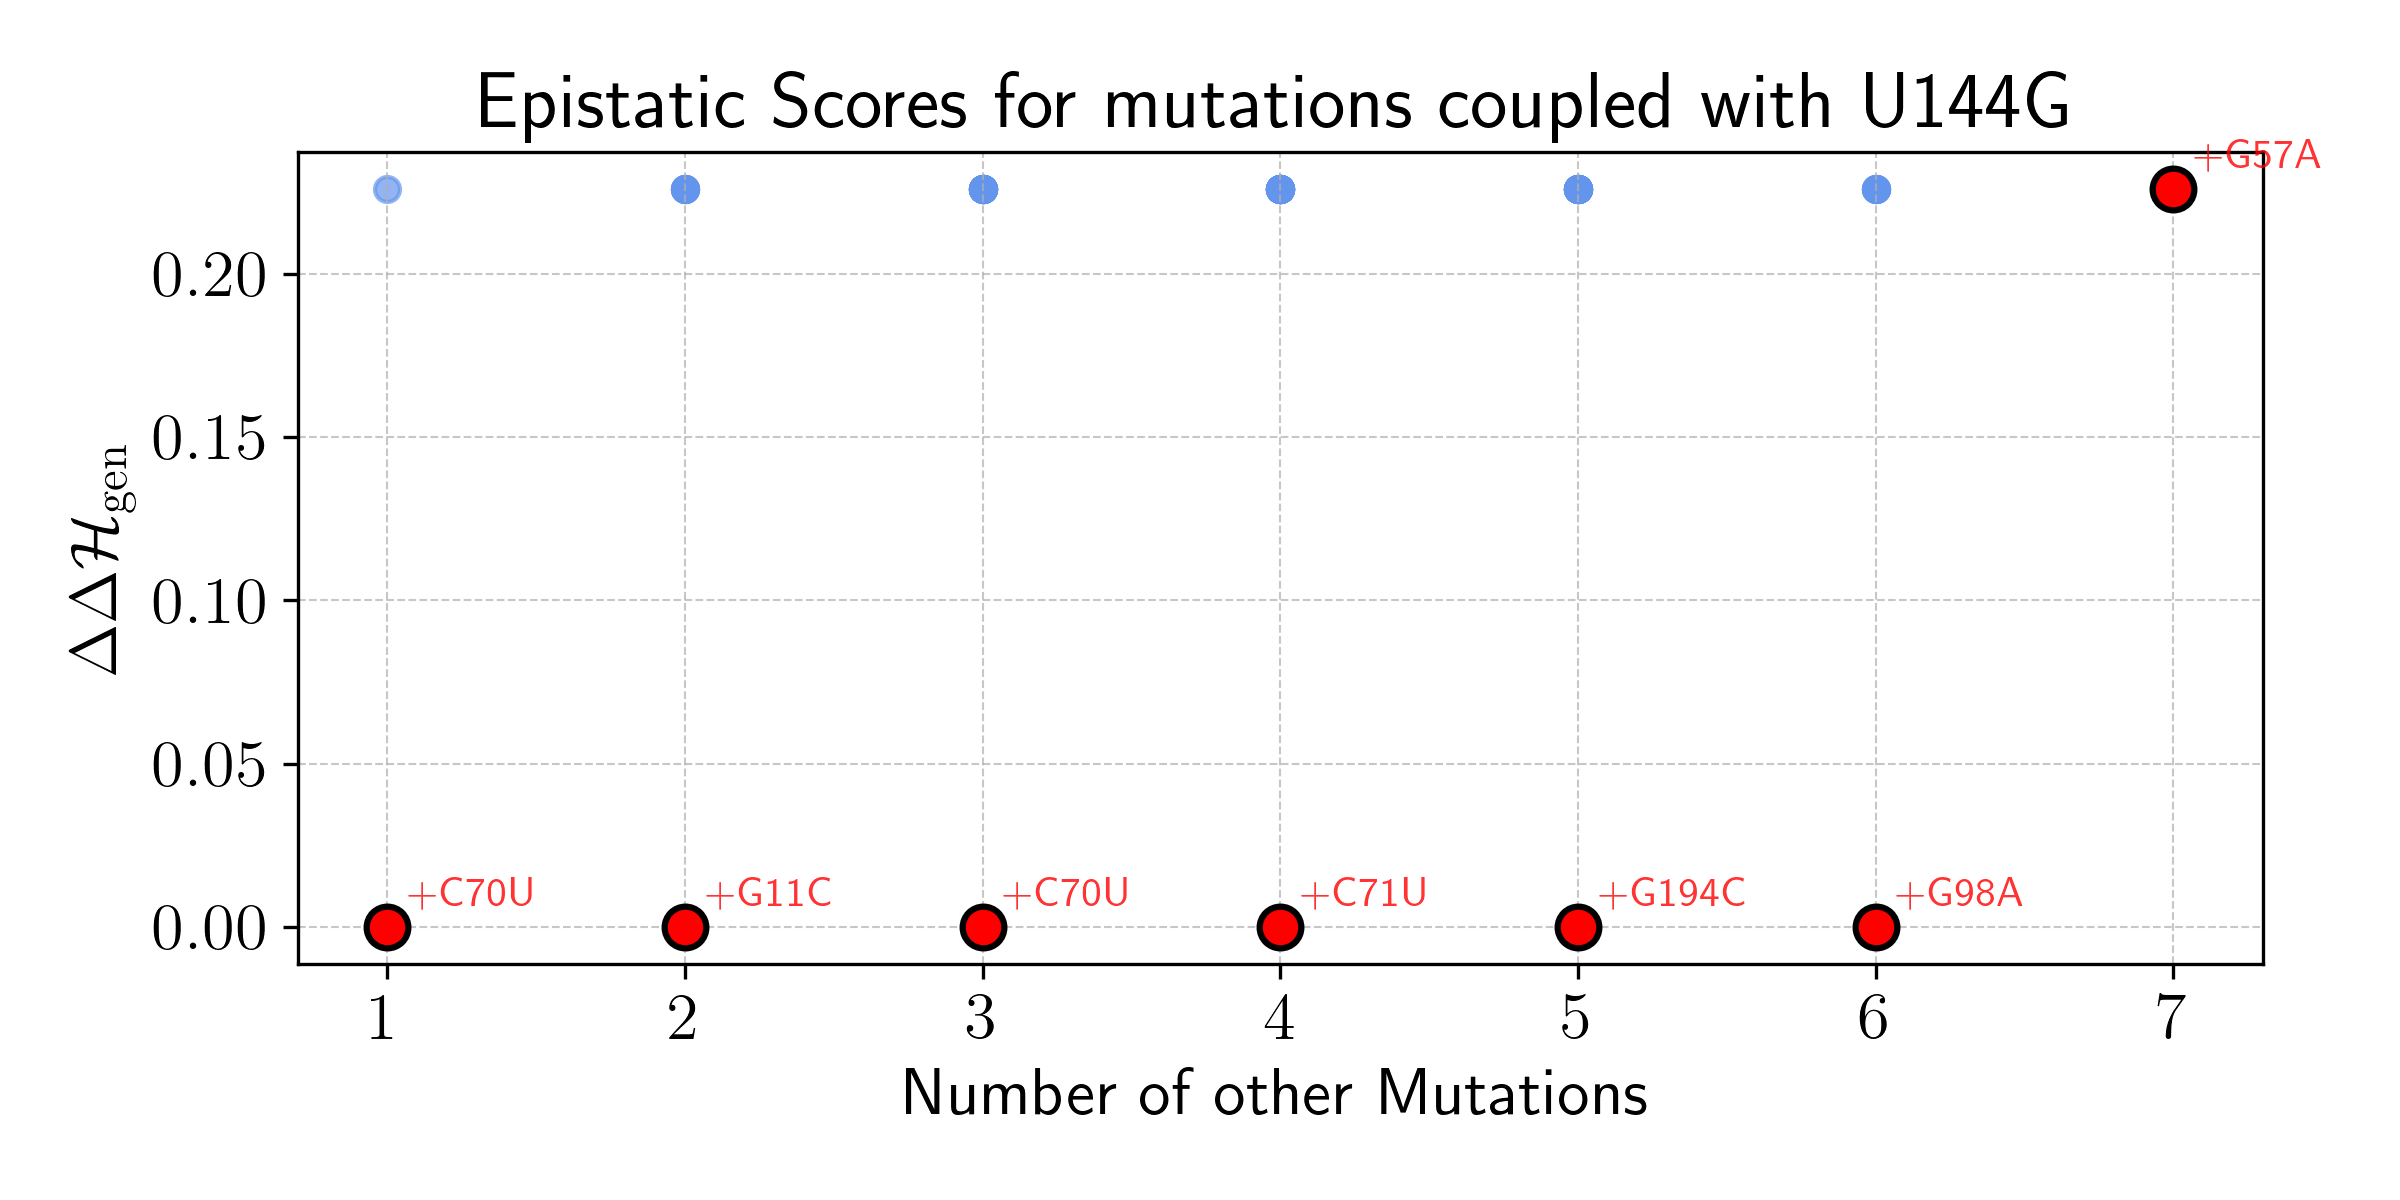 Epistatic Scores for mutations coupled with U144G
+G57A
0.20
0.15
0.10
0.05
0.00
ΔΔℋgen
+C70U
+G11C
+C70U
+C71U
+G194C
+G98A
1 2 3 4 5 6 7
Number of other Mutations